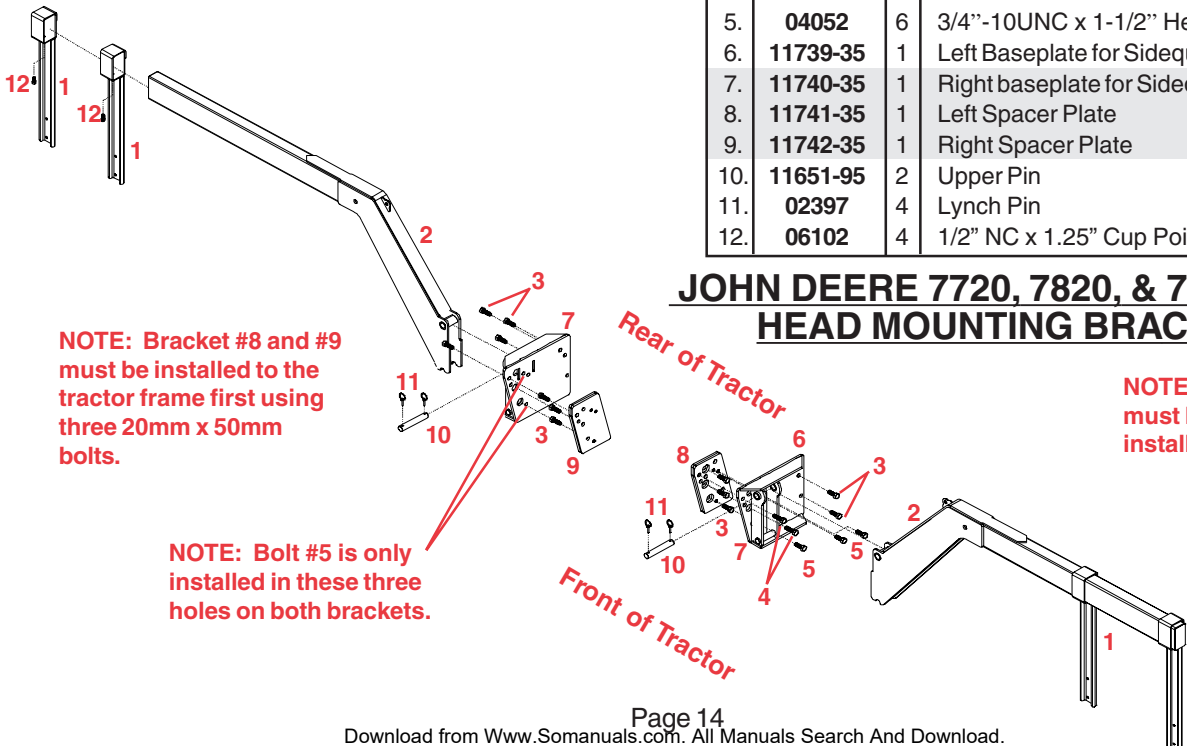 5. 04052 6 3/4”-10UNC x 1-1/2”
6. 11739-35 1 Left Baseplate for
7. 11740-35 1 Right baseplate for
8. 11741-35 1 Left Spacer Plate
9. 11742-35 1 Right Spacer Plate
10. 11651-95 2 Upper Pin
11. 02397 4 Lynch Pin
12. 06102 4 1/2” NC x 1.25” Cup
JOHN DEERE 7720, 7820, & 7
HEAD MOUNTING
12 1
12
1
2
3
7
NOTE: Bracket #8 and #9
must be installed to the
tractor frame first using
three 20mm x 50mm
bolts.
11
10
3
9
Rear of Tractor
NOTE
must
6
8
3
2
11
3
7
5
10
5
4
NOTE: Bolt #5 is only
installed in these three
holes on both brackets.
Front of Tractor
1
Page 14
Download from Www.Somanuals.com. All Manuals Search And Download.